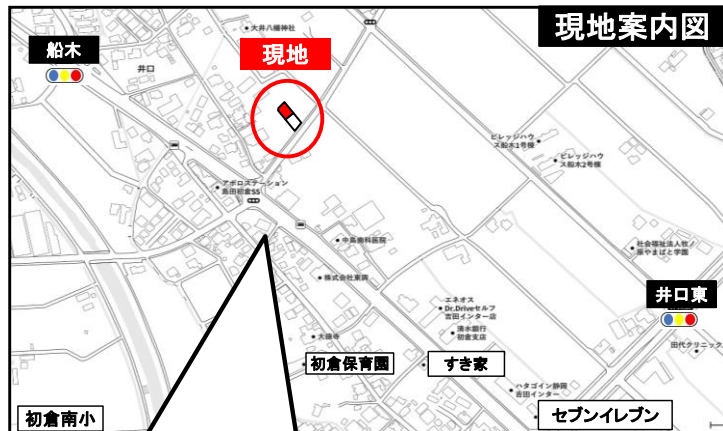 現地案内図
大井八幡神社
船木
現地
井口
ビレッジハウ
ス船木1号棟
ビレッジハウ
ス船木2号棟
アポロステーション
島田初倉SS
中島歯科医院
社会福祉法人牧ノ
原やまばと学園
株式会社東興
井口東
エネオス
Dr.Driveセルフ
吉田インター店
清水銀行
初倉支店
大徳寺
田代クリニック
初倉保育園
すき家
ハタゴイン静岡
吉田インター
初倉南小
セブンイレブン